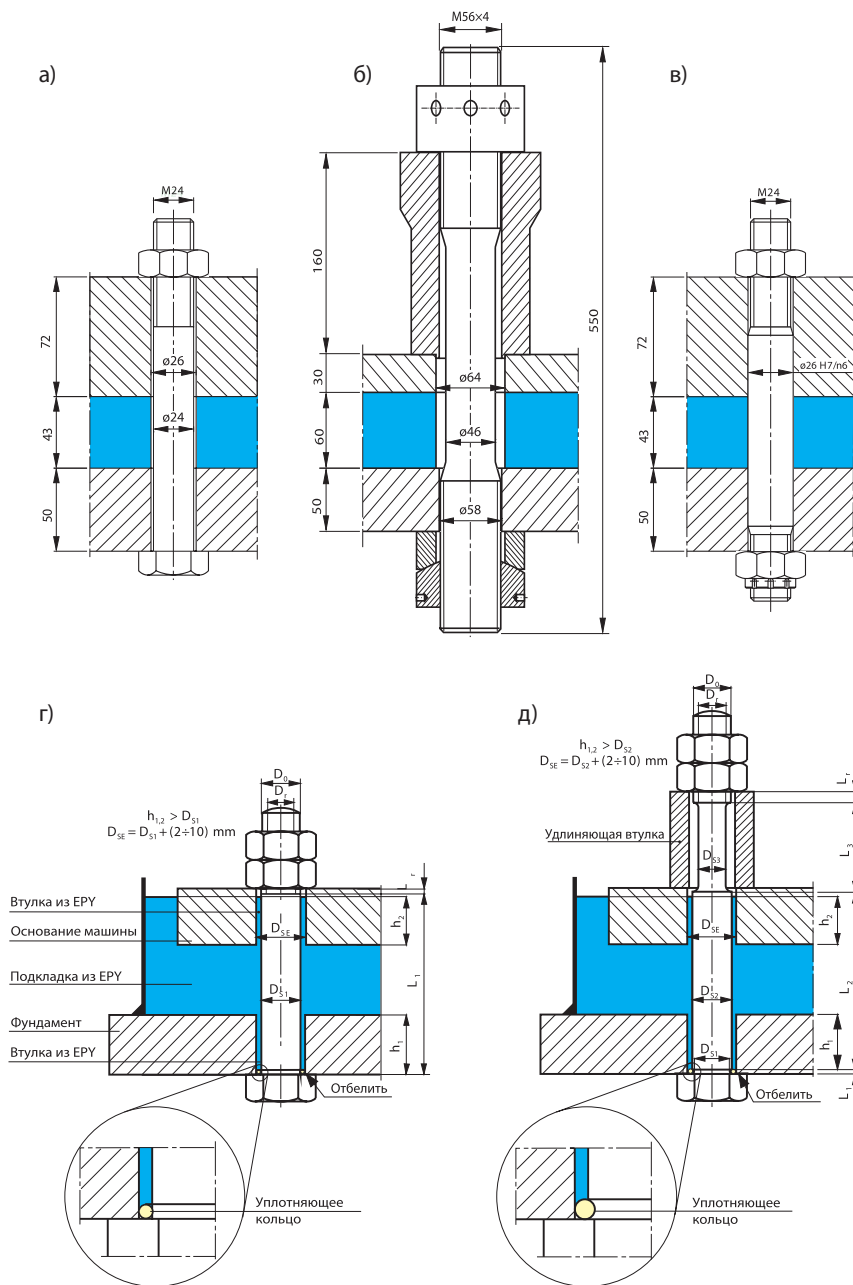 а)
б)
в)
M56×4
M24
M24
72
43
50
ø26
ø24
160
30
60
50
550
ø64
ø46
ø58
72
43
50
ø26 H7/n6
г)
h1,2 > DS1
DSE = DS1 + (2÷10) mm
D0
Dr
Lr
Втулка из EPY
Основание машины
Подкладка из EPY
Фундамент
Втулка из EPY
DSE
DS1
h2
h1
L1
Отбелить
Уплотняющее
кольцо
д)
h1,2 > DS2
DSE = DS2 + (2÷10) mm
D0
Dr
Удлиняющая втулка
DS3
DSE
DS2
DS1
h2
h1
Lr
L3
L2
L1
Отбелить
Уплотняющее
кольцо